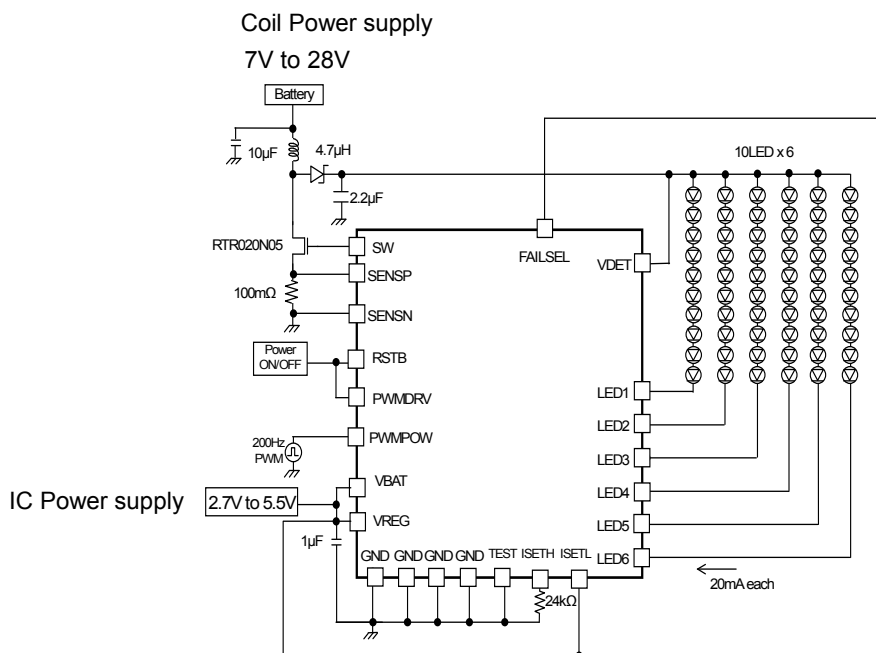 Coil Power supply
7V to 28V
Battery
10µF
4.7µH
2.2µF
10LED x 6
RTR020N05
SW
FAILSEL
VDET
SENSP
100mΩ
SENSN
Power
ON/OFF
RSTB
PWMDRV
LED1
LED2
200Hz
PWM
PWMPOW
LED3
IC Power supply
2.7V to 5.5V
VBAT
LED4
VREG
LED5
1µF
GND GND GND GND TEST ISETH ISETL
LED6
24kΩ
20mA each